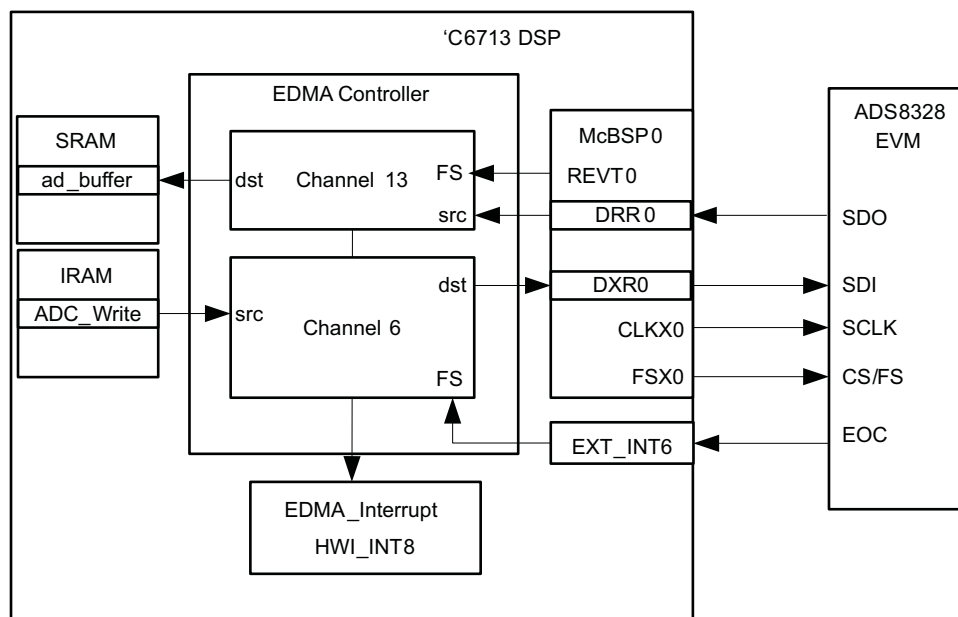 ‘C6713 DSP
EDMA Controller
SRAM
ad_buffer
dst
Channel 13
FS
src
McBSP0
REVT0
DRR0
ADS8328
EVM
SDO
IRAM
ADC_Write
src
dst
Channel 6
FS
DXR0
CLKX0
FSX0
SDI
SCLK
CS/FS
EXT_INT6
EOC
EDMA_Interrupt
HWI_INT8